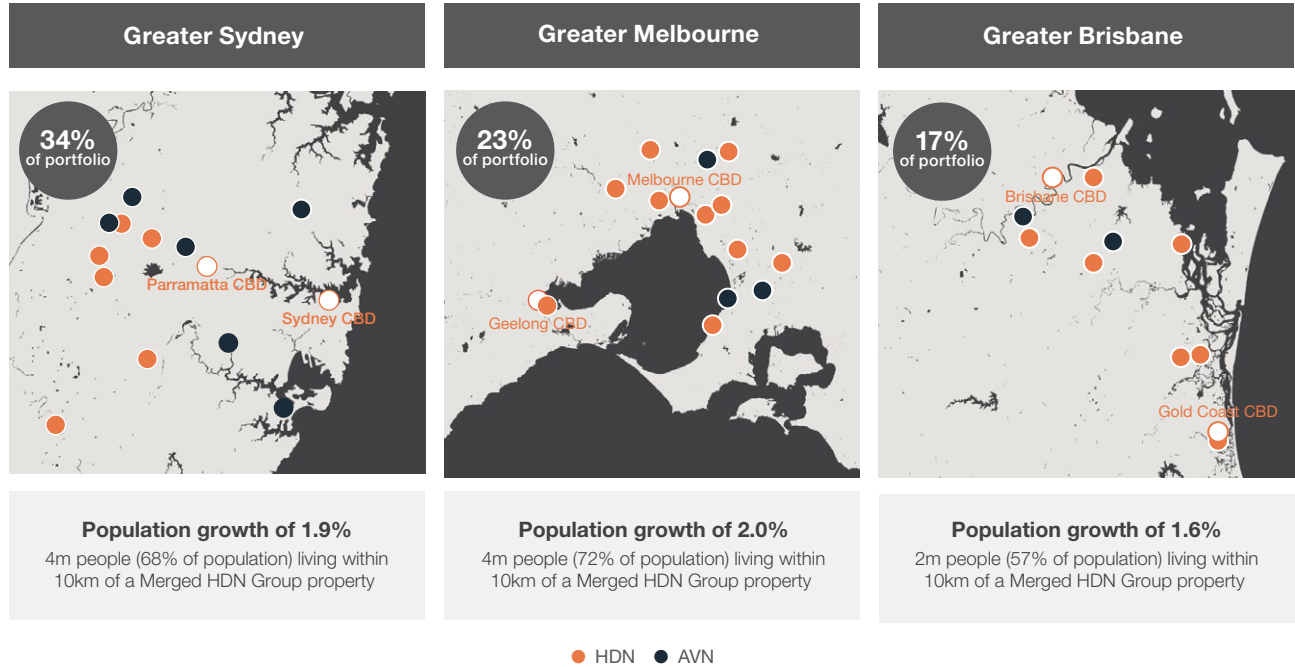 Greater Sydney
34%
of portfolio
Parramatta CBD
Sydney CBD
Population growth of 1.9%
4m people (68% of population) living within
10km of a Merged HDN Group property
Greater Melbourne
23%
of portfolio
Melbourne CBD
Geelong CBD
Population growth of 2.0%
4m people (72% of population) living within
10km of a Merged HDN Group property
Greater Brisbane
17%
of portfolio
Brisbane CBD
Gold Coast CBD
Population growth of 1.6%
2m people (57% of population) living within
10km of a Merged HDN Group property
HDN AVN